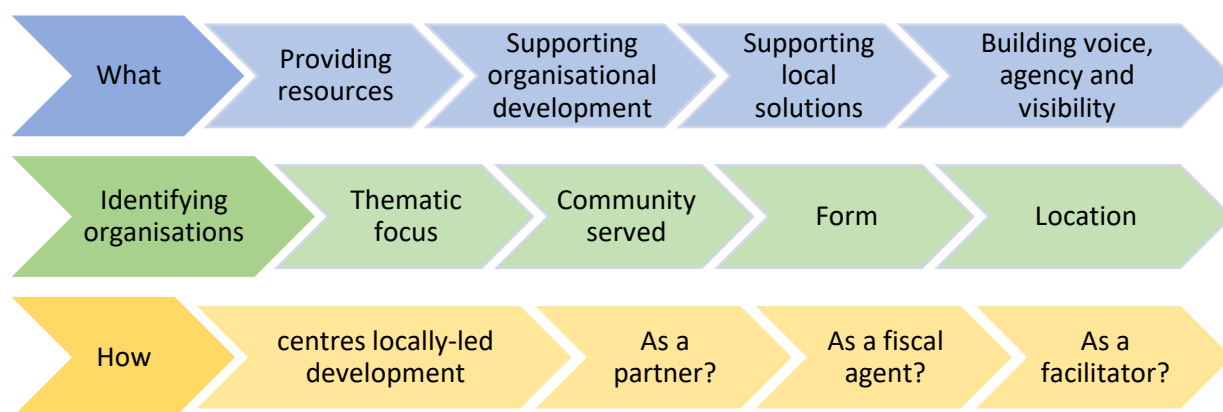 What
Providing
resources
Supporting
organisational
development
Supporting
local
solutions
Building voice,
agency and
visibility
Identifying
organisations
Thematic
focus
Community
served
Form
Location
How
centres locally-led
development
As a
partner?
As a fiscal
agent?
As a
facilitator?